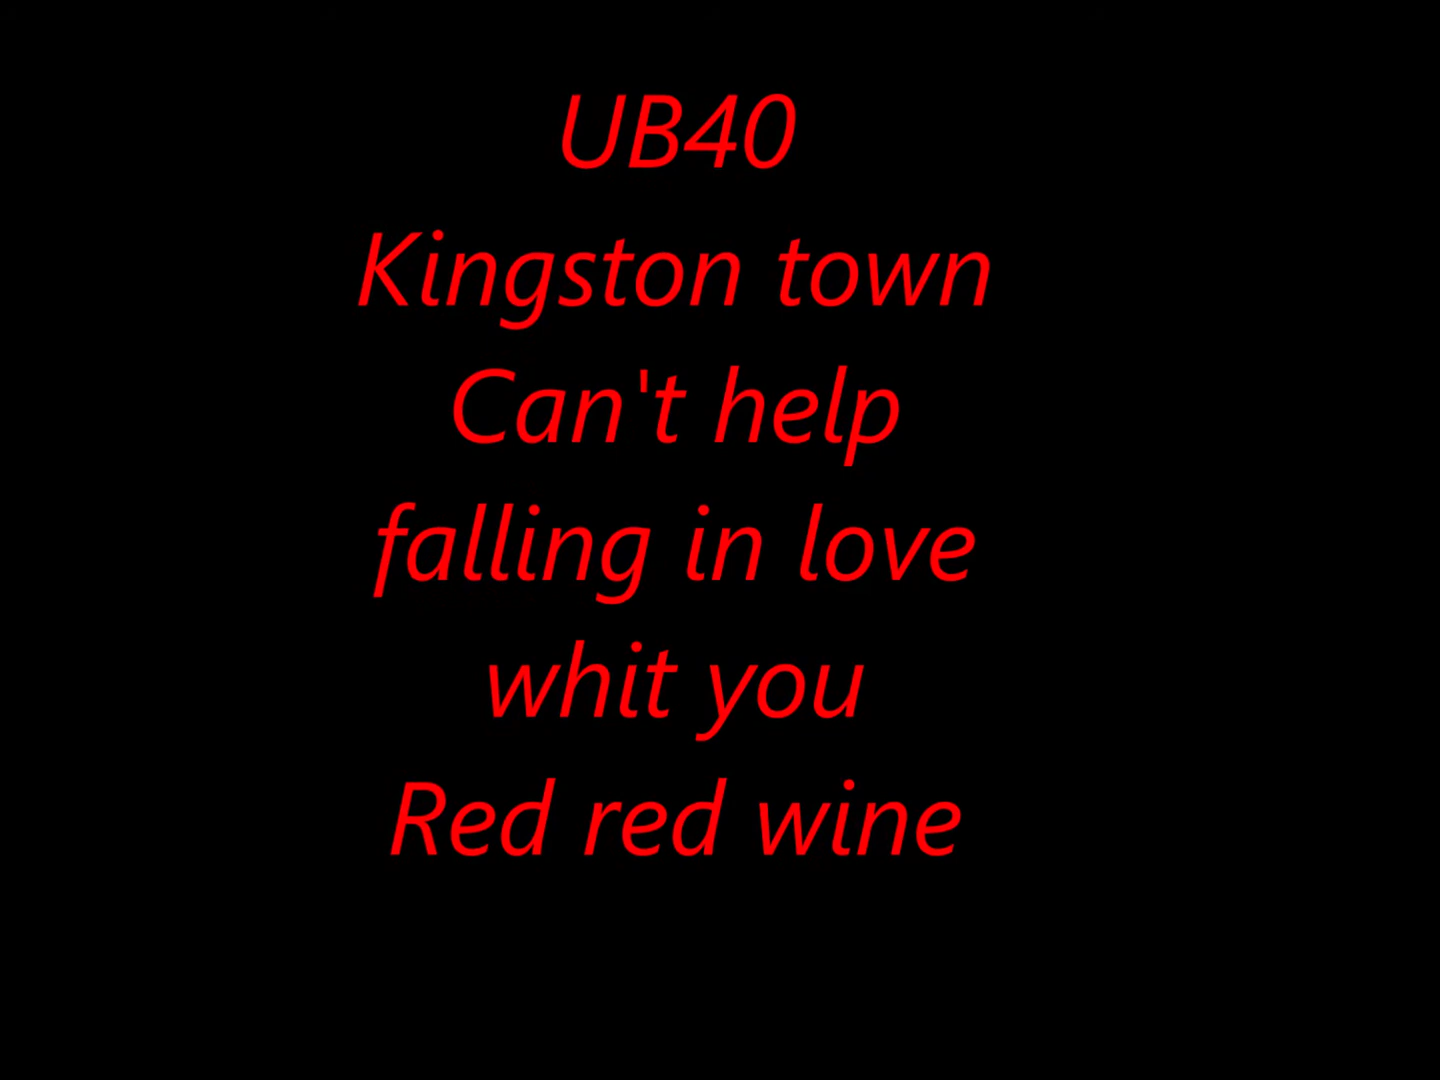 UB40
Kingston town
Can't help
falling in love
whit you
Red red wine